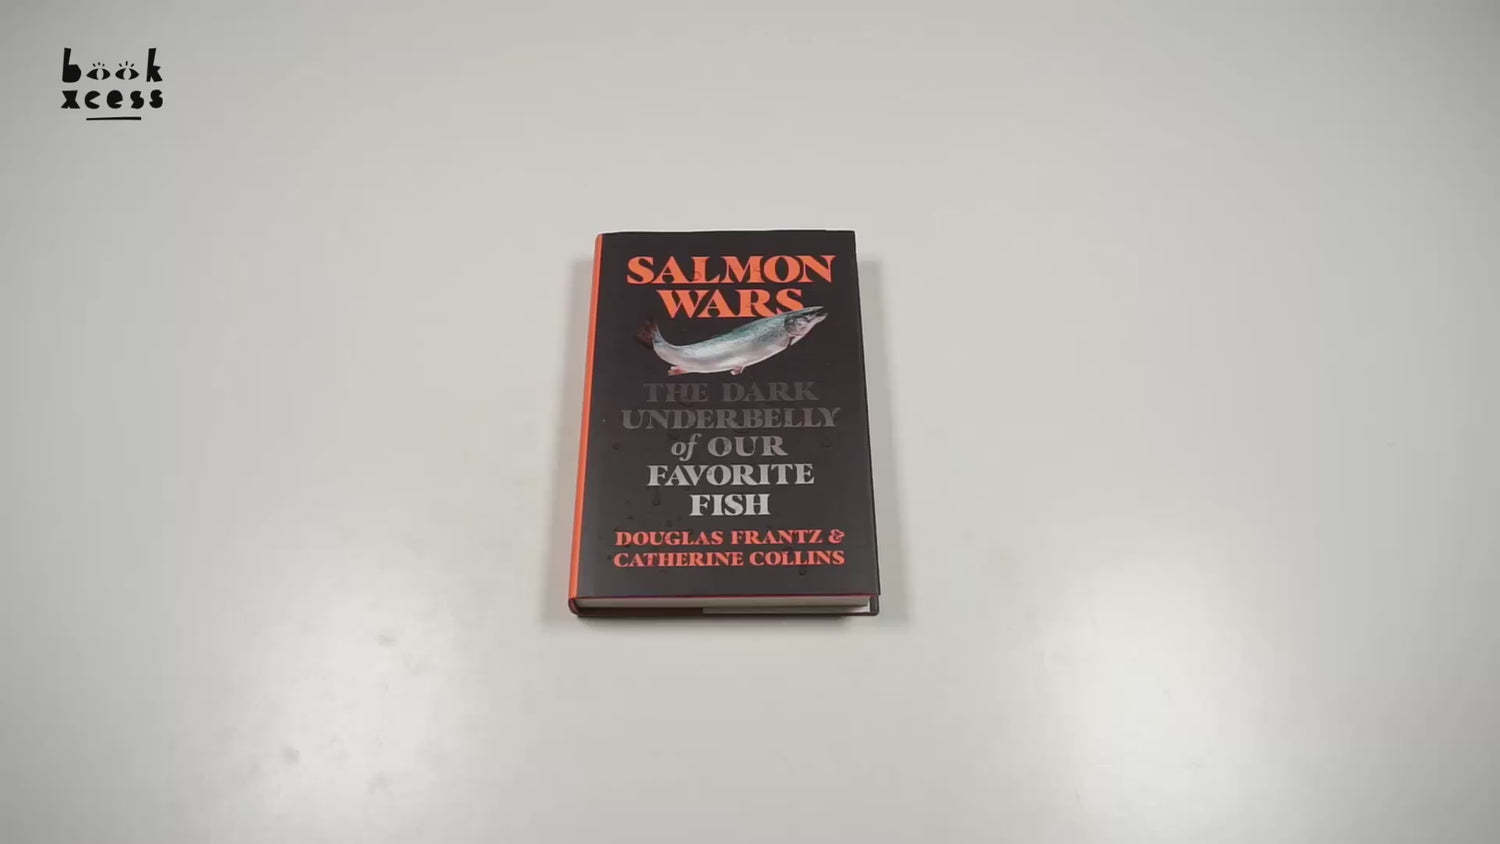 book
xcess
SALMON
WARS
THE DARK
UNDERBELLY
of OUR
FAVORITE
FISH
DOUGLAS FRANTZ &
CATHERINE COLLINS